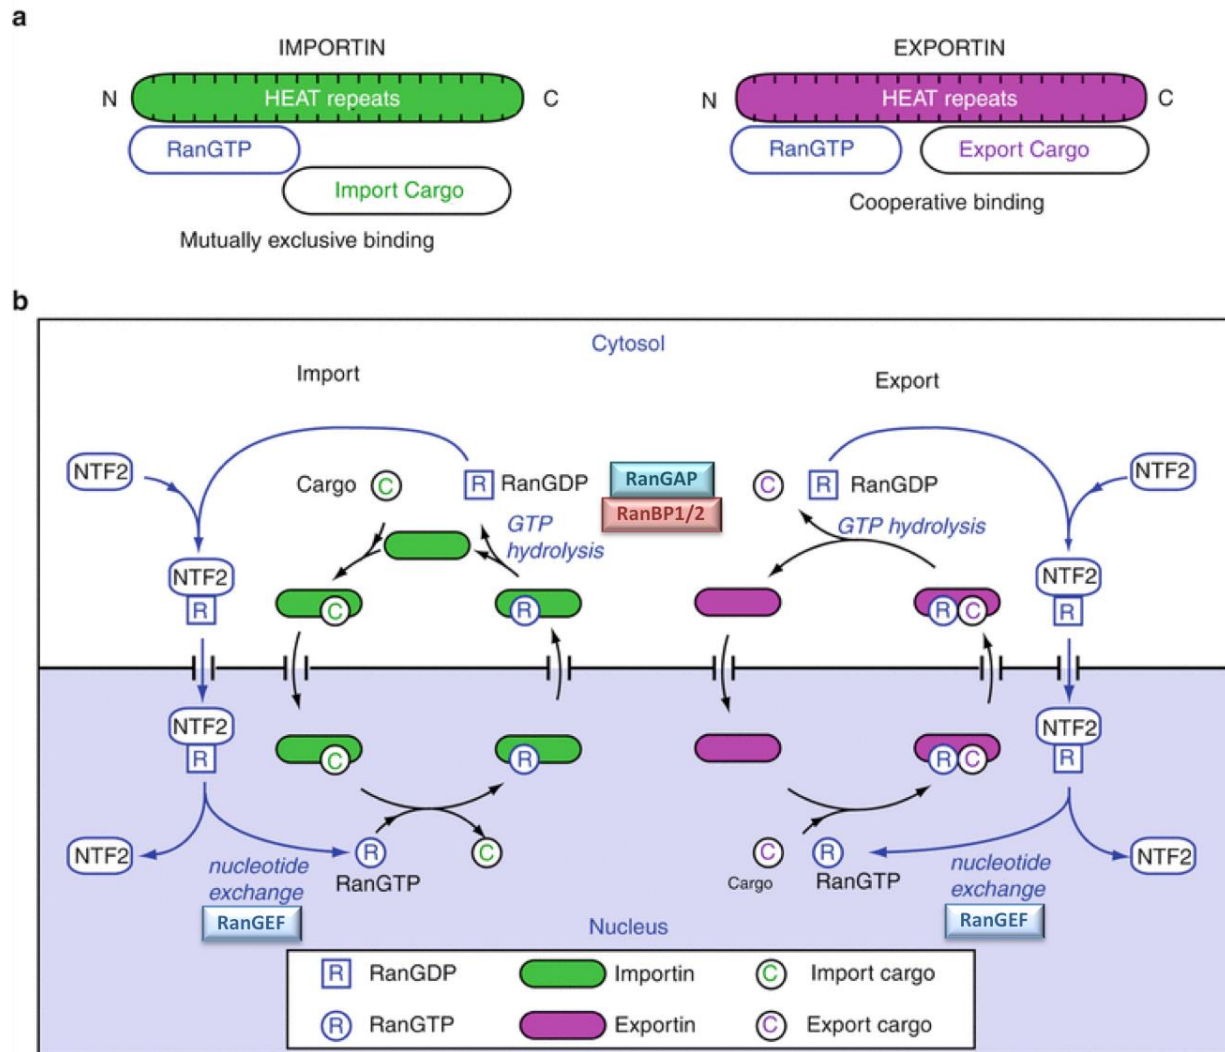 a
IMPORTIN
EXPORTIN
N HEAT repeats C
N HEAT repeats C
RanGTP
Import Cargo
RanGTP
Export Cargo
Mutually exclusive binding
Cooperative binding
b
Cytosol
Import
Export
NTF2
Cargo C
R RanGDP
RanGAP
RanBP1/2
C
R RanGDP
NTF2
GTP
hydrolysis
GTP hydrolysis
NTF2
R
C
R
R C
NTF2
R
NTF2
R
C
R
R C
NTF2
R
NTF2
R
RanGTP
C
C
Cargo
R
RanGTP
NTF2
nucleotide
exchange
RanGEF
nucleotide
exchange
RanGEF
Nucleus
R RanGDP
Importin
C Import cargo
R RanGTP
Exportin
C Export cargo